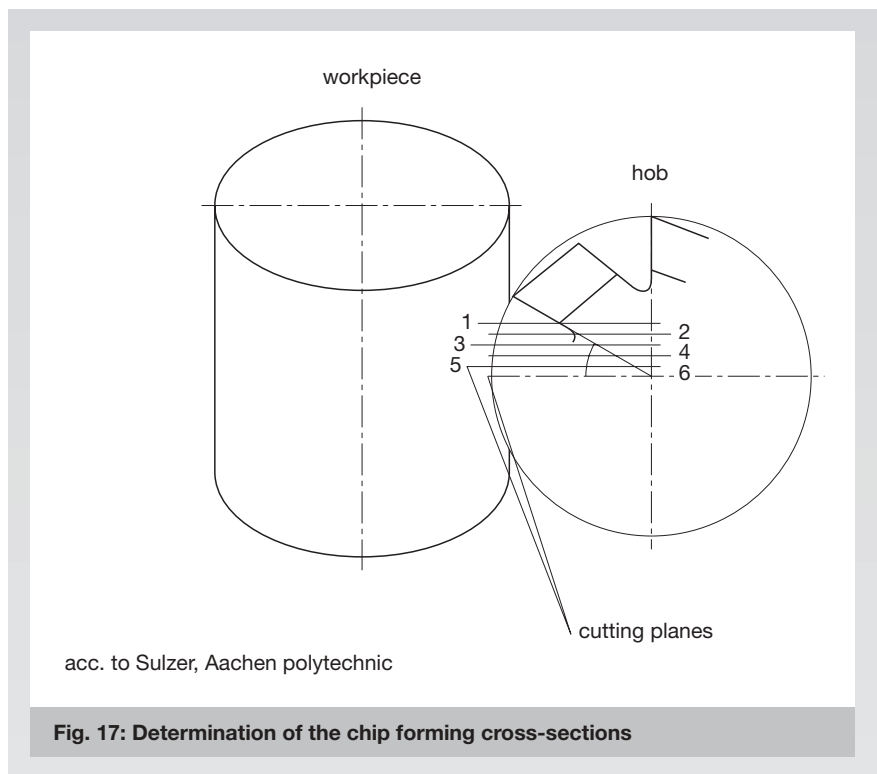 workpiece
hob
1
2
3
4
5
6
cutting planes
acc. to Sulzer, Aachen polytechnic
Fig. 17: Determination of the chip forming cross-sections